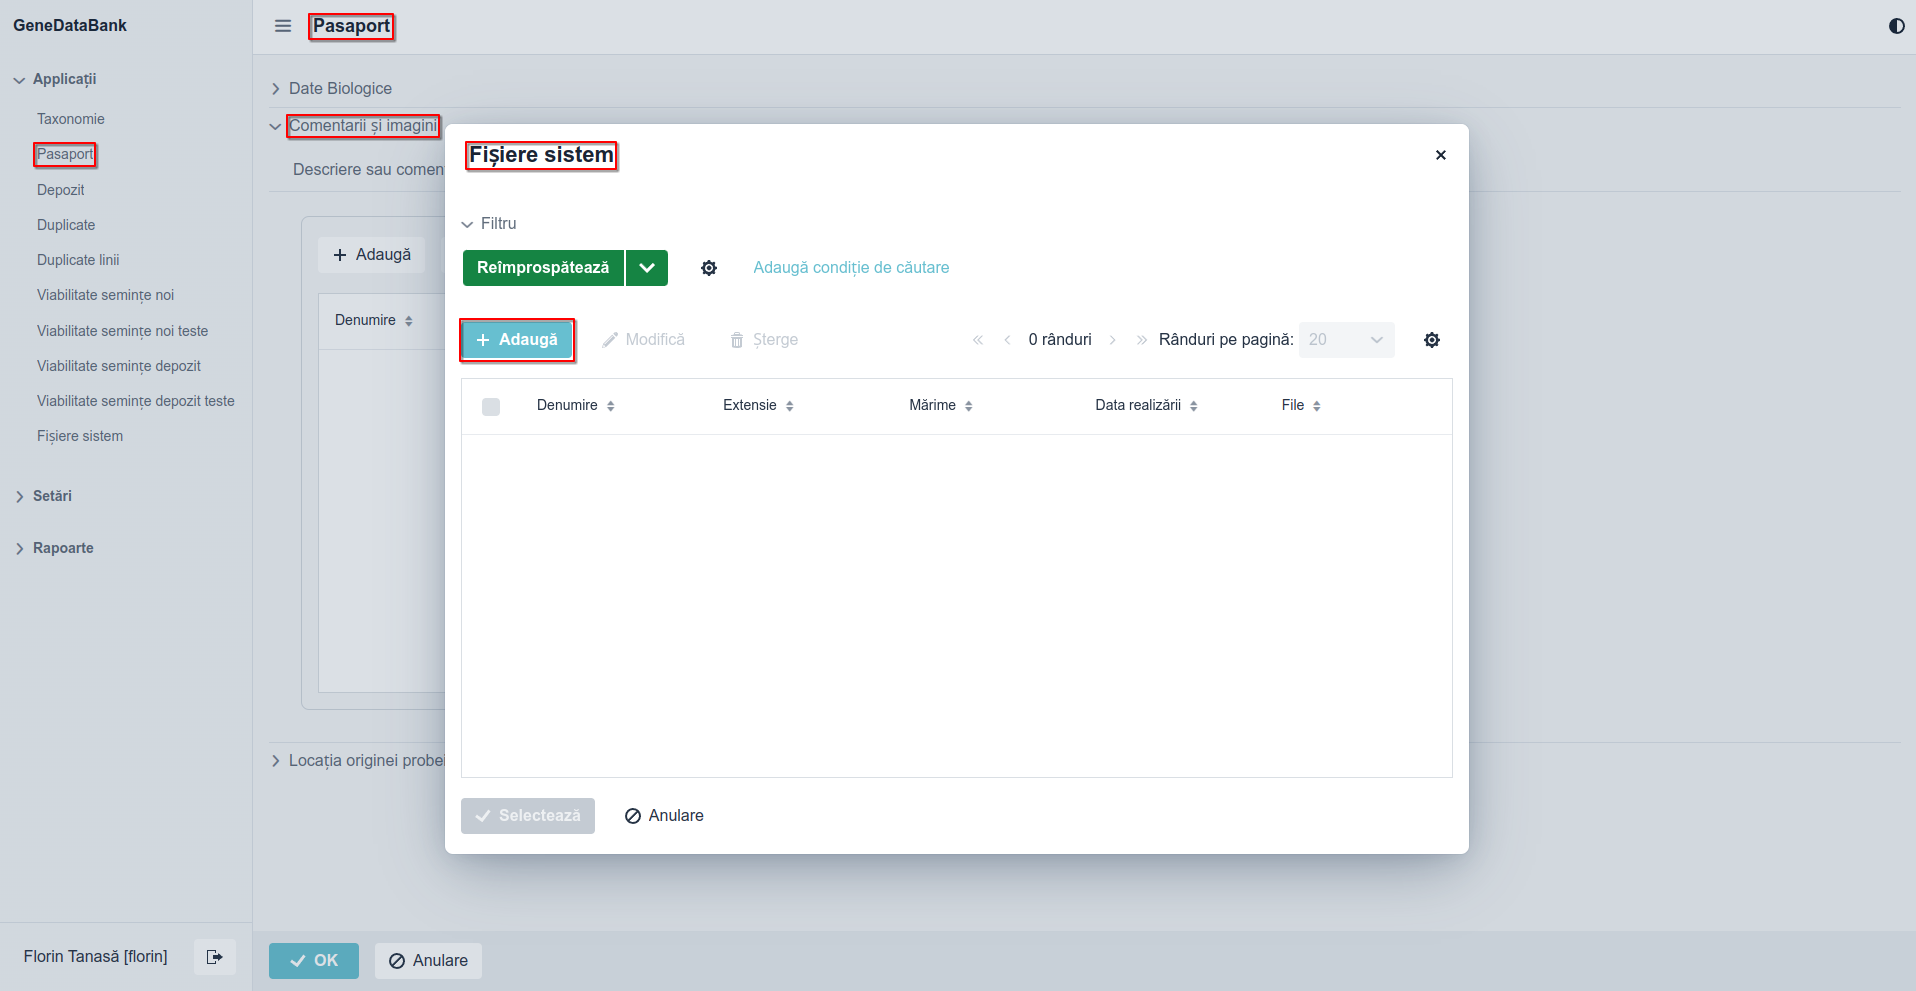 GeneDataBank
Pasaport
Applicații
Taxonomie
Pasaport
Depozit
Duplicate
Duplicate linii
Viabilitate semințe noi
Viabilitate semințe noi teste
Viabilitate semințe depozit
Viabilitate semințe depozit teste
Fișiere sistem
Setări
Rapoarte
Florin Tanasă [florin]
Date Biologice
Comentarii și imagini
Descriere sau comen
Adaugă
Denumire
Locația originei probei
OK Anulare
Fișiere sistem
Filtru
Reîmprospătează Adaugă condiție de căutare
Adaugă Modifică Șterge 0 rânduri Rânduri pe pagină: 20
Denumire Extensie Mărime Data realizării File
Selectează Anulare